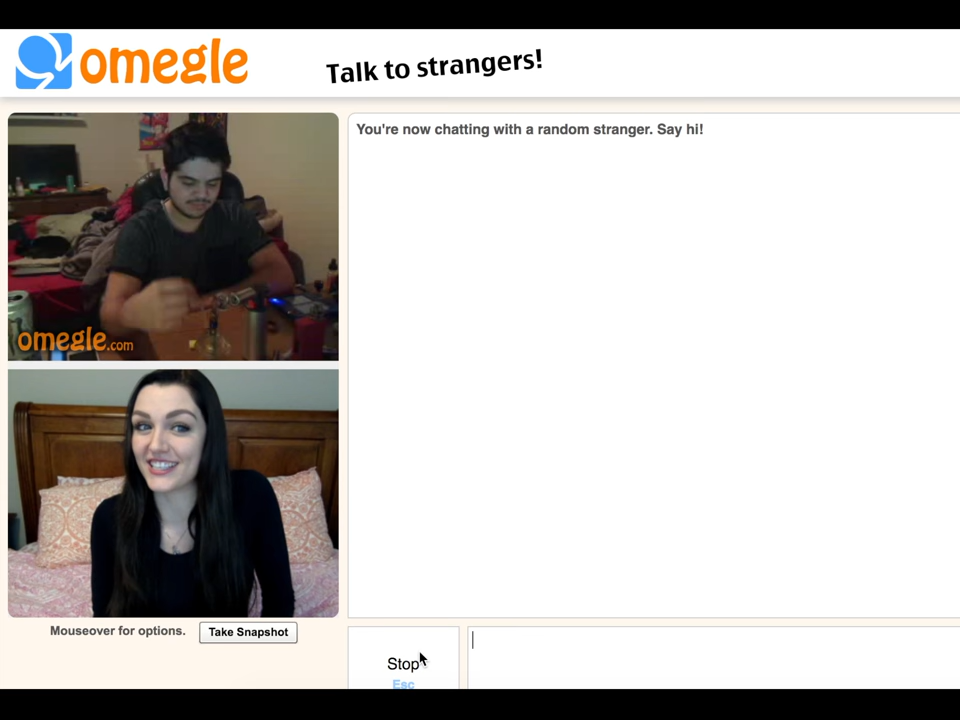 omegle
Talk to strangers!
You're now chatting with a random stranger. Say hi!
omegle.com
Mouseover for options.
Take Snapshot
Stop
Esc